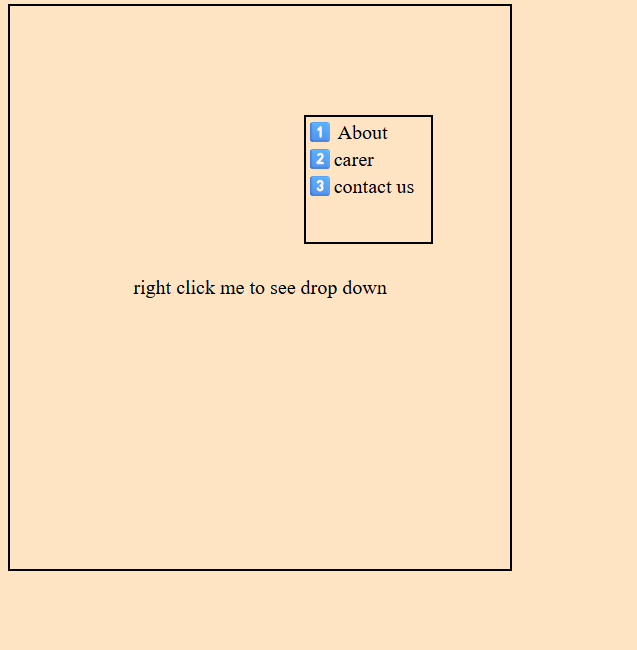 1️⃣ About
2️⃣ carer
3️⃣ contact us
right click me to see drop down